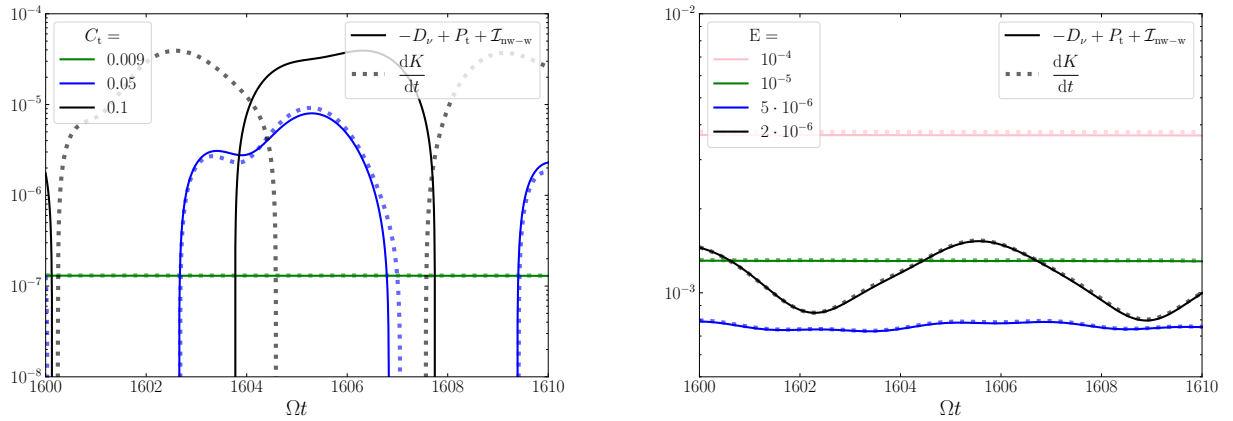 10⁻⁴
10⁻⁵
10⁻⁶
10⁻⁷
10⁻⁸
C_t =
0.009
0.05
0.1
−D_ν + P_t + 𝓘_nw−w
dK
dt
1600
1602
1604
1606
1608
1610
Ωt
10⁻²
10⁻³
E =
10⁻⁴
10⁻⁵
5 · 10⁻⁶
2 · 10⁻⁶
−D_ν + P_t + 𝓘_nw−w
dK
dt
1600
1602
1604
1606
1608
1610
Ωt